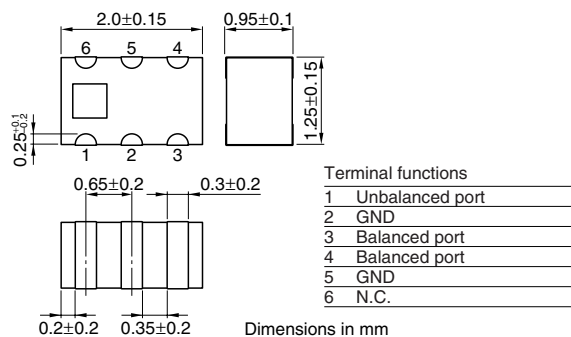 2.0±0.15
0.95±0.1
6 5 4
1.25±0.15
0.25+0.1 -0.2
1 2 3
0.65±0.2
0.3±0.2
0.2±0.2
0.35±0.2
Dimensions in mm
Terminal functions
1 Unbalanced port
2 GND
3 Balanced port
4 Balanced port
5 GND
6 N.C.